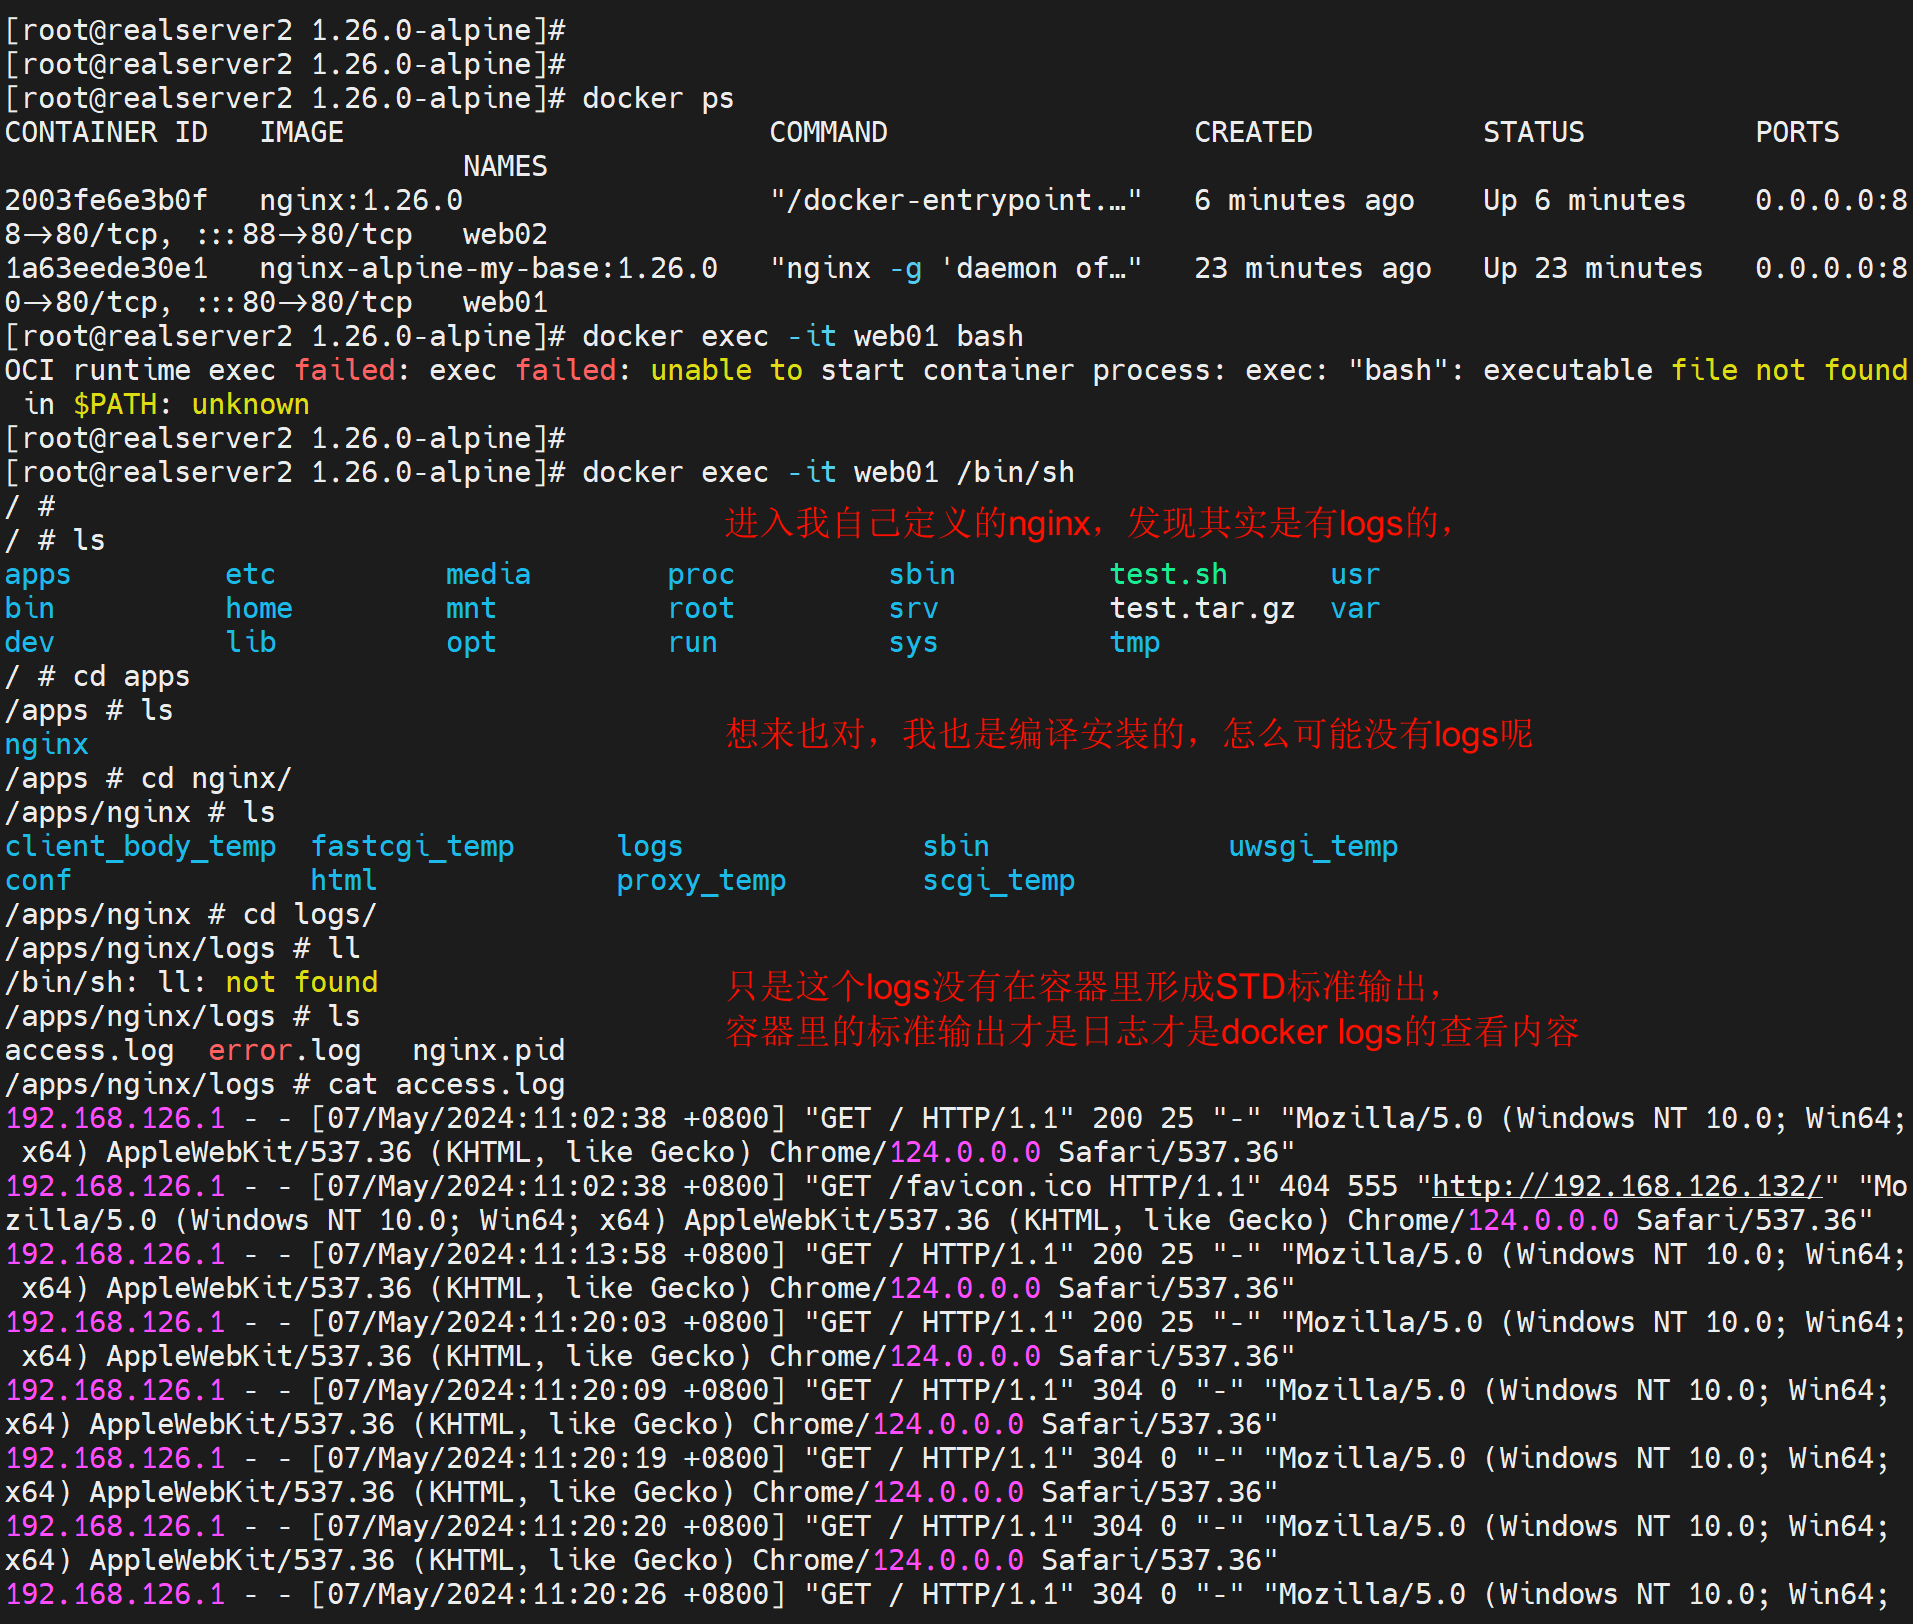 [root@realserver2 1.26.0-alpine]#
[root@realserver2 1.26.0-alpine]#
[root@realserver2 1.26.0-alpine]# docker ps
CONTAINER ID   IMAGE                         COMMAND                  CREATED          STATUS          PORTS
                           NAMES
2003fe6e3b0f   nginx:1.26.0                  "/docker-entrypoint.…"   6 minutes ago    Up 6 minutes    0.0.0.0:8
8->80/tcp, :::88->80/tcp   web02
1a63eede30e1   nginx-alpine-my-base:1.26.0   "nginx -g 'daemon of…"   23 minutes ago   Up 23 minutes   0.0.0.0:8
0->80/tcp, :::80->80/tcp   web01
[root@realserver2 1.26.0-alpine]# docker exec -it web01 bash
OCI runtime exec failed: exec failed: unable to start container process: exec: "bash": executable file not found
 in $PATH: unknown
[root@realserver2 1.26.0-alpine]#
[root@realserver2 1.26.0-alpine]# docker exec -it web01 /bin/sh
/ #
进入我自己定义的nginx，发现其实是有logs的，
/ # ls
apps         etc          media        proc         sbin         test.sh      usr
bin          home         mnt          root         srv          test.tar.gz  var
dev          lib          opt          run          sys          tmp
/ # cd apps
/apps # ls
想来也对，我也是编译安装的，怎么可能没有logs呢
nginx
/apps # cd nginx/
/apps/nginx # ls
client_body_temp  fastcgi_temp      logs              sbin              uwsgi_temp
conf              html              proxy_temp        scgi_temp
/apps/nginx # cd logs/
/apps/nginx/logs # ll
/bin/sh: ll: not found
只是这个logs没有在容器里形成STD标准输出，
/apps/nginx/logs # ls
容器里的标准输出才是日志才是docker logs的查看内容
access.log  error.log   nginx.pid
/apps/nginx/logs # cat access.log
192.168.126.1 - - [07/May/2024:11:02:38 +0800] "GET / HTTP/1.1" 200 25 "-" "Mozilla/5.0 (Windows NT 10.0; Win64;
 x64) AppleWebKit/537.36 (KHTML, like Gecko) Chrome/124.0.0.0 Safari/537.36"
192.168.126.1 - - [07/May/2024:11:02:38 +0800] "GET /favicon.ico HTTP/1.1" 404 555 "http://192.168.126.132/" "Mo
zilla/5.0 (Windows NT 10.0; Win64; x64) AppleWebKit/537.36 (KHTML, like Gecko) Chrome/124.0.0.0 Safari/537.36"
192.168.126.1 - - [07/May/2024:11:13:58 +0800] "GET / HTTP/1.1" 200 25 "-" "Mozilla/5.0 (Windows NT 10.0; Win64;
 x64) AppleWebKit/537.36 (KHTML, like Gecko) Chrome/124.0.0.0 Safari/537.36"
192.168.126.1 - - [07/May/2024:11:20:03 +0800] "GET / HTTP/1.1" 200 25 "-" "Mozilla/5.0 (Windows NT 10.0; Win64;
 x64) AppleWebKit/537.36 (KHTML, like Gecko) Chrome/124.0.0.0 Safari/537.36"
192.168.126.1 - - [07/May/2024:11:20:09 +0800] "GET / HTTP/1.1" 304 0 "-" "Mozilla/5.0 (Windows NT 10.0; Win64;
x64) AppleWebKit/537.36 (KHTML, like Gecko) Chrome/124.0.0.0 Safari/537.36"
192.168.126.1 - - [07/May/2024:11:20:19 +0800] "GET / HTTP/1.1" 304 0 "-" "Mozilla/5.0 (Windows NT 10.0; Win64;
x64) AppleWebKit/537.36 (KHTML, like Gecko) Chrome/124.0.0.0 Safari/537.36"
192.168.126.1 - - [07/May/2024:11:20:20 +0800] "GET / HTTP/1.1" 304 0 "-" "Mozilla/5.0 (Windows NT 10.0; Win64;
x64) AppleWebKit/537.36 (KHTML, like Gecko) Chrome/124.0.0.0 Safari/537.36"
192.168.126.1 - - [07/May/2024:11:20:26 +0800] "GET / HTTP/1.1" 304 0 "-" "Mozilla/5.0 (Windows NT 10.0; Win64;